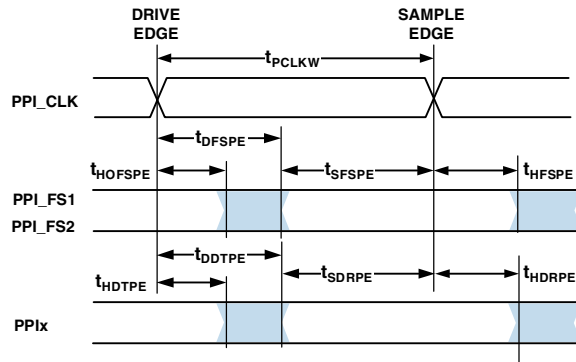 DRIVE
EDGE
SAMPLE
EDGE
tPCLKW
PPI_CLK
tDFSPE
tHOFSPE
tSFSPE
tHFSPE
PPI_FS1
PPI_FS2
tDDTPE
tHDTPE
tSDRPE
tHDRPE
PPIx